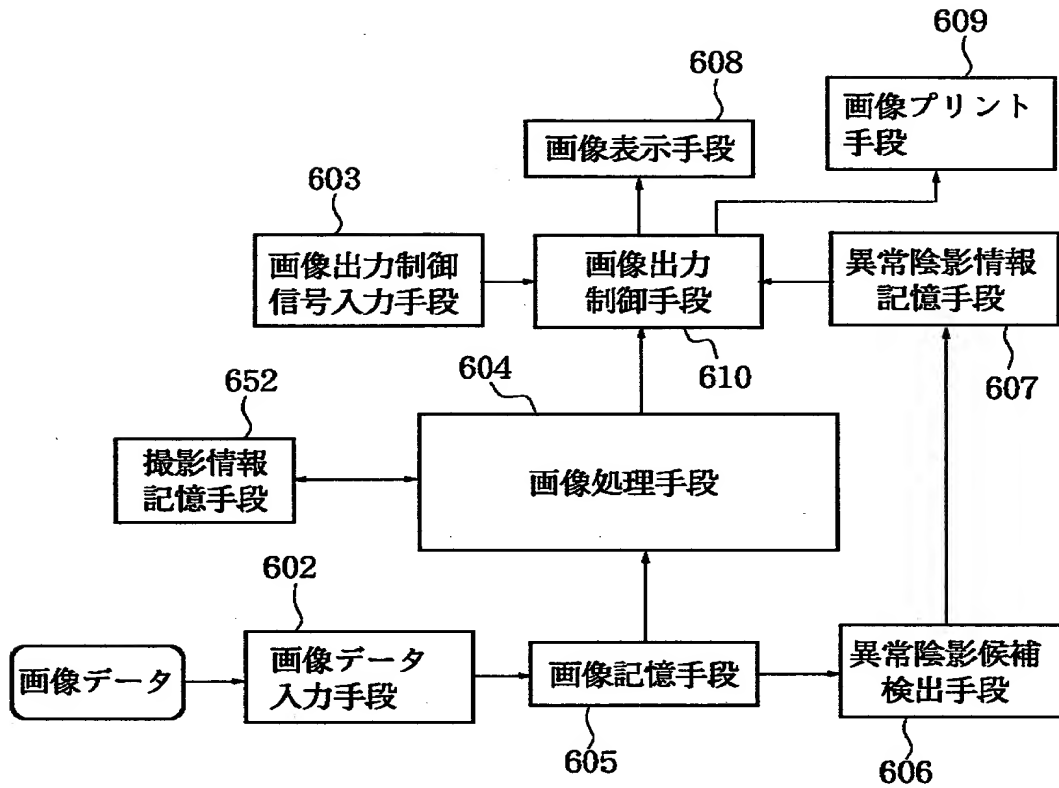 609
画像プリント
手段
608
画像表示手段
603
画像出力制御
信号入力手段
画像出力
制御手段
610
異常陰影情報
記憶手段
607
604
画像処理手段
652
撮影情報
記憶手段
602
画像データ
画像データ
入力手段
画像記憶手段
605
異常陰影候補
検出手段
606